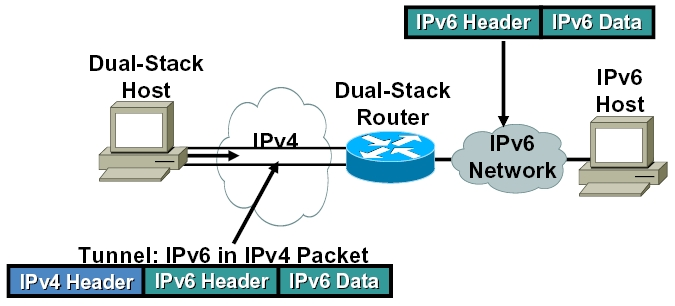 IPv6 Header IPv6 Data
Dual-Stack
Host
IPv4
Dual-Stack
Router
IPv6
Network
IPv6
Host
Tunnel: IPv6 in IPv4 Packet
IPv4 Header IPv6 Header IPv6 Data